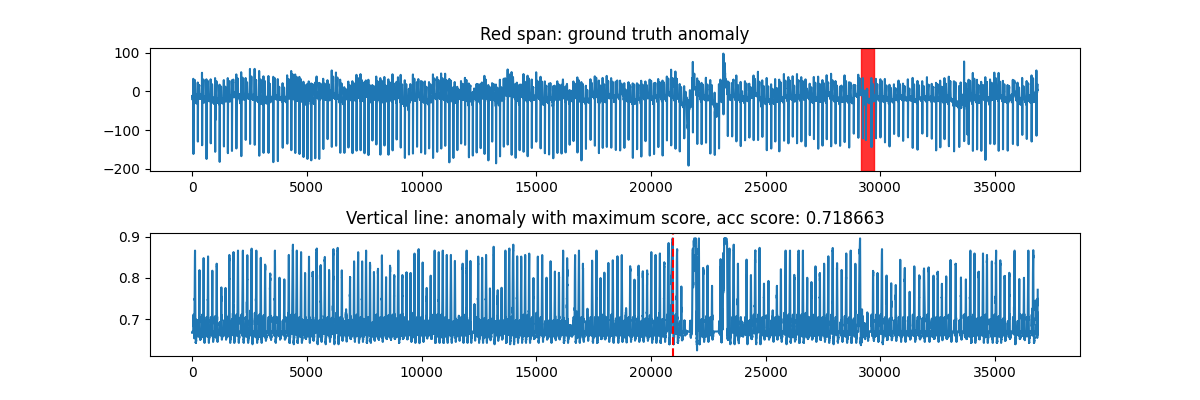 Red span: ground truth anomaly
100
0
−100
−200
0 5000 10000 15000 20000 25000 30000 35000
Vertical line: anomaly with maximum score, acc score: 0.718663
0.9
0.8
0.7
0 5000 10000 15000 20000 25000 30000 35000